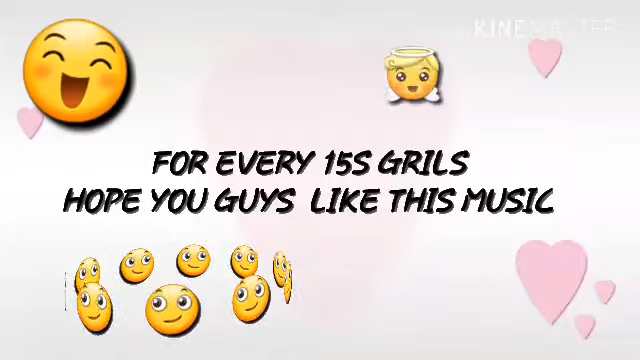 KINEMASTER
FOR EVERY 15S GRILS
HOPE YOU GUYS LIKE THIS MUSIC